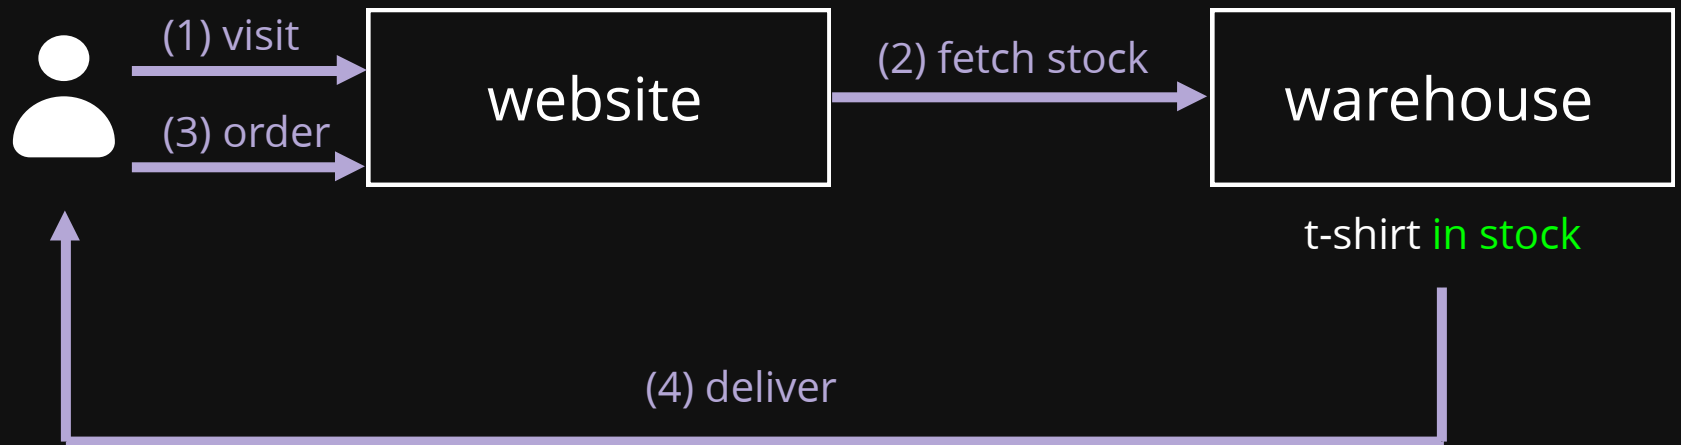 (1) visit
(2) fetch stock
website
warehouse
(3) order
t-shirt in stock
(4) deliver